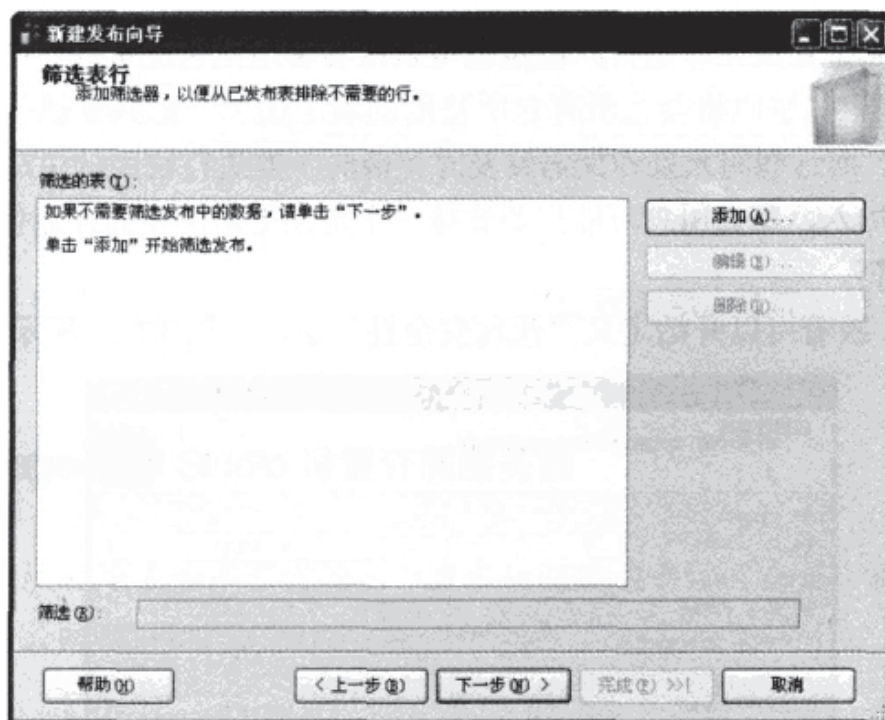 新建发布向导
筛选表行
添加筛选器，以便从已发布表排除不需要的行。
筛选的表(T):
如果不需要筛选发布中的数据，请单击“下一步”。
单击“添加”开始筛选发布。
添加(A)...
编辑(E)...
删除(D)...
筛选(R):
帮助(H)
< 上一步(B)
下一步(N) >
完成(F) >>|
取消